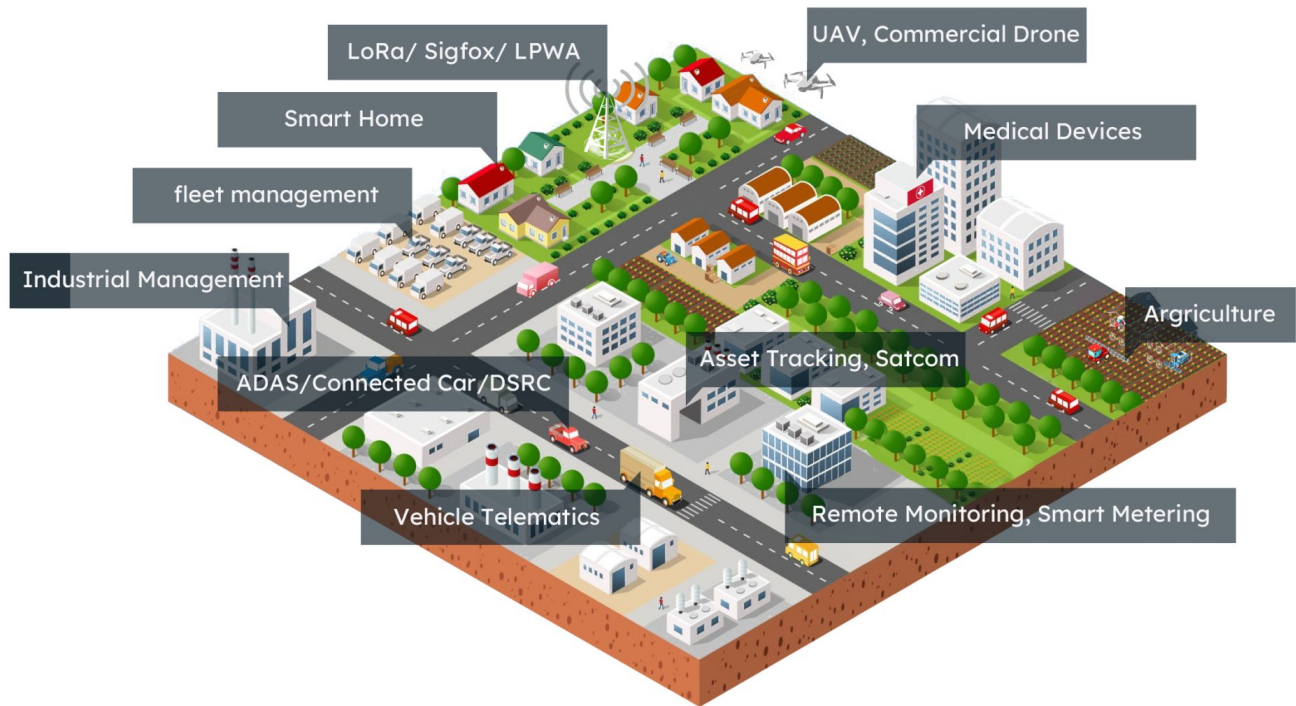 LoRa/ Sigfox/ LPWA
UAV, Commercial Drone
Smart Home
Medical Devices
fleet management
Industrial Management
Argriculture
Asset Tracking, Satcom
ADAS/Connected Car/DSRC
Vehicle Telematics
Remote Monitoring, Smart Metering